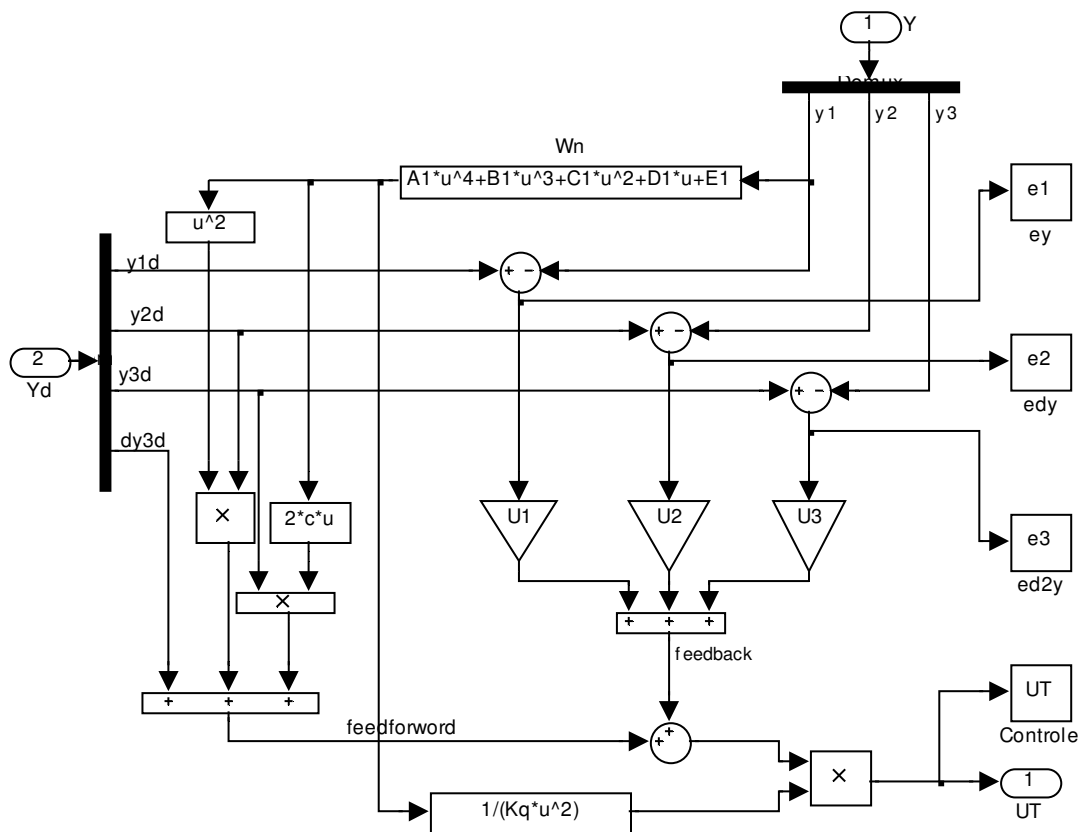 1
Y
y1
y2
y3
Wn
A1*u^4+B1*u^3+C1*u^2+D1*u+E1
e1
ey
u^2
y1d
+ -
y2d
+ -
2
Yd
e2
edy
y3d
+ -
dy3d
×
2*c*u
U1
U2
U3
e3
ed2y
×
+ + +
feedback
+ + +
UT
Controle
feedforword
+ +
×
1
UT
1/(Kq*u^2)